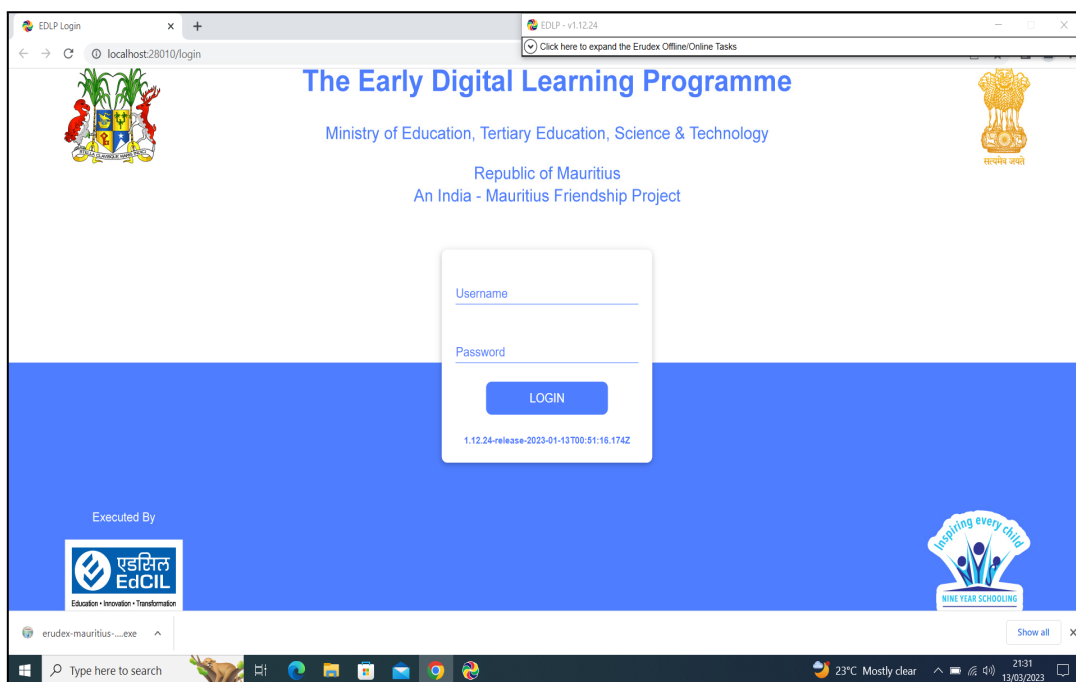 EDLP Login
EDLP - v1.12.24
localhost:28010/login
Click here to expand the Erudex Offline/Online Tasks
The Early Digital Learning Programme
Ministry of Education, Tertiary Education, Science & Technology
Republic of Mauritius
An India - Mauritius Friendship Project
सत्यमेव जयते
Username
Password
LOGIN
1.12.24-release-2023-01-13T00:51:16.174Z
Executed By
एडसिल
EdCIL
Education • Innovation • Transformation
Inspiring every child
NINE YEAR SCHOOLING
erudex-mauritius-....exe
Show all
Type here to search
23°C Mostly clear
21:31
13/03/2023